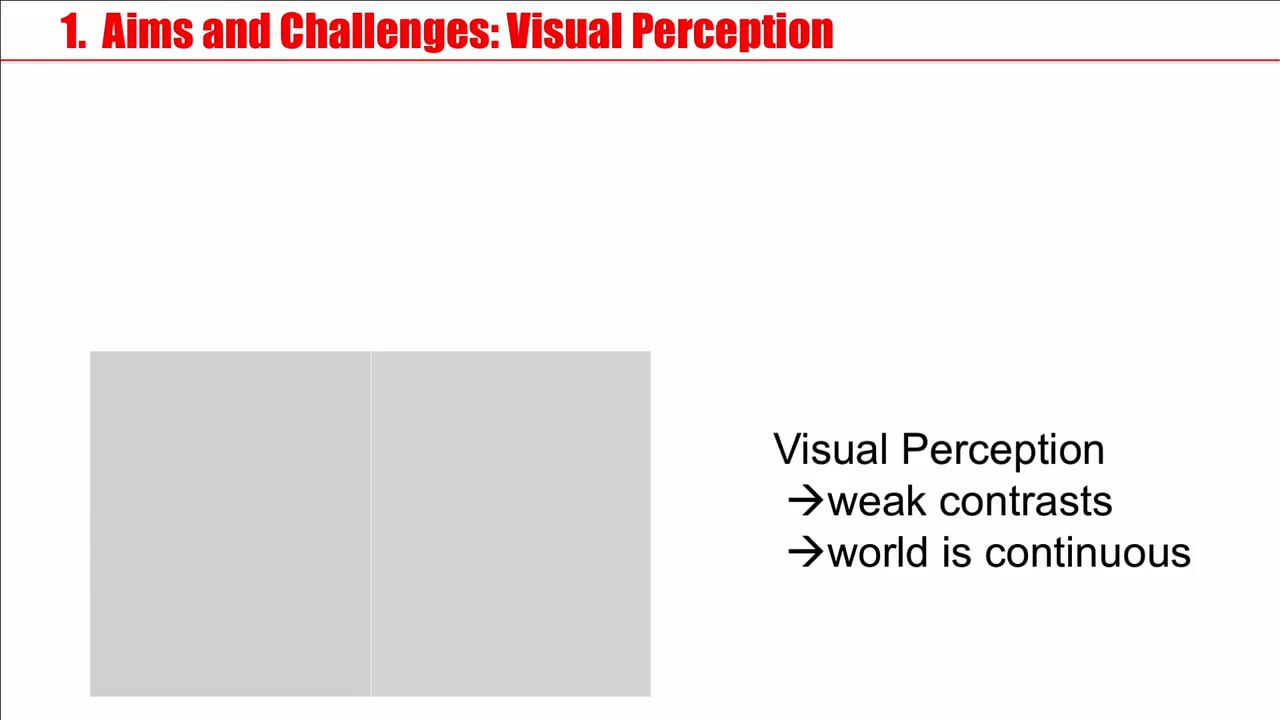 1. Aims and Challenges: Visual Perception
Visual Perception
→weak contrasts
→world is continuous